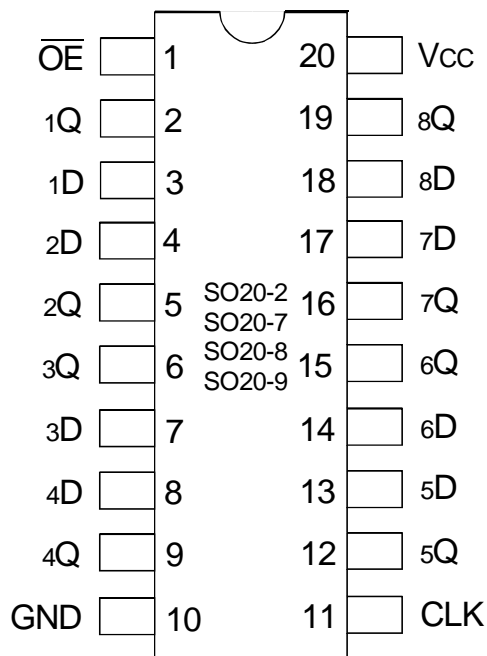 O̅E̅ 1 20 VCC
1Q 2 19 8Q
1D 3 18 8D
2D 4 17 7D
2Q 5 SO20-2 16 7Q
SO20-7
3Q 6 SO20-8 15 6Q
SO20-9
3D 7 14 6D
4D 8 13 5D
4Q 9 12 5Q
GND 10 11 CLK